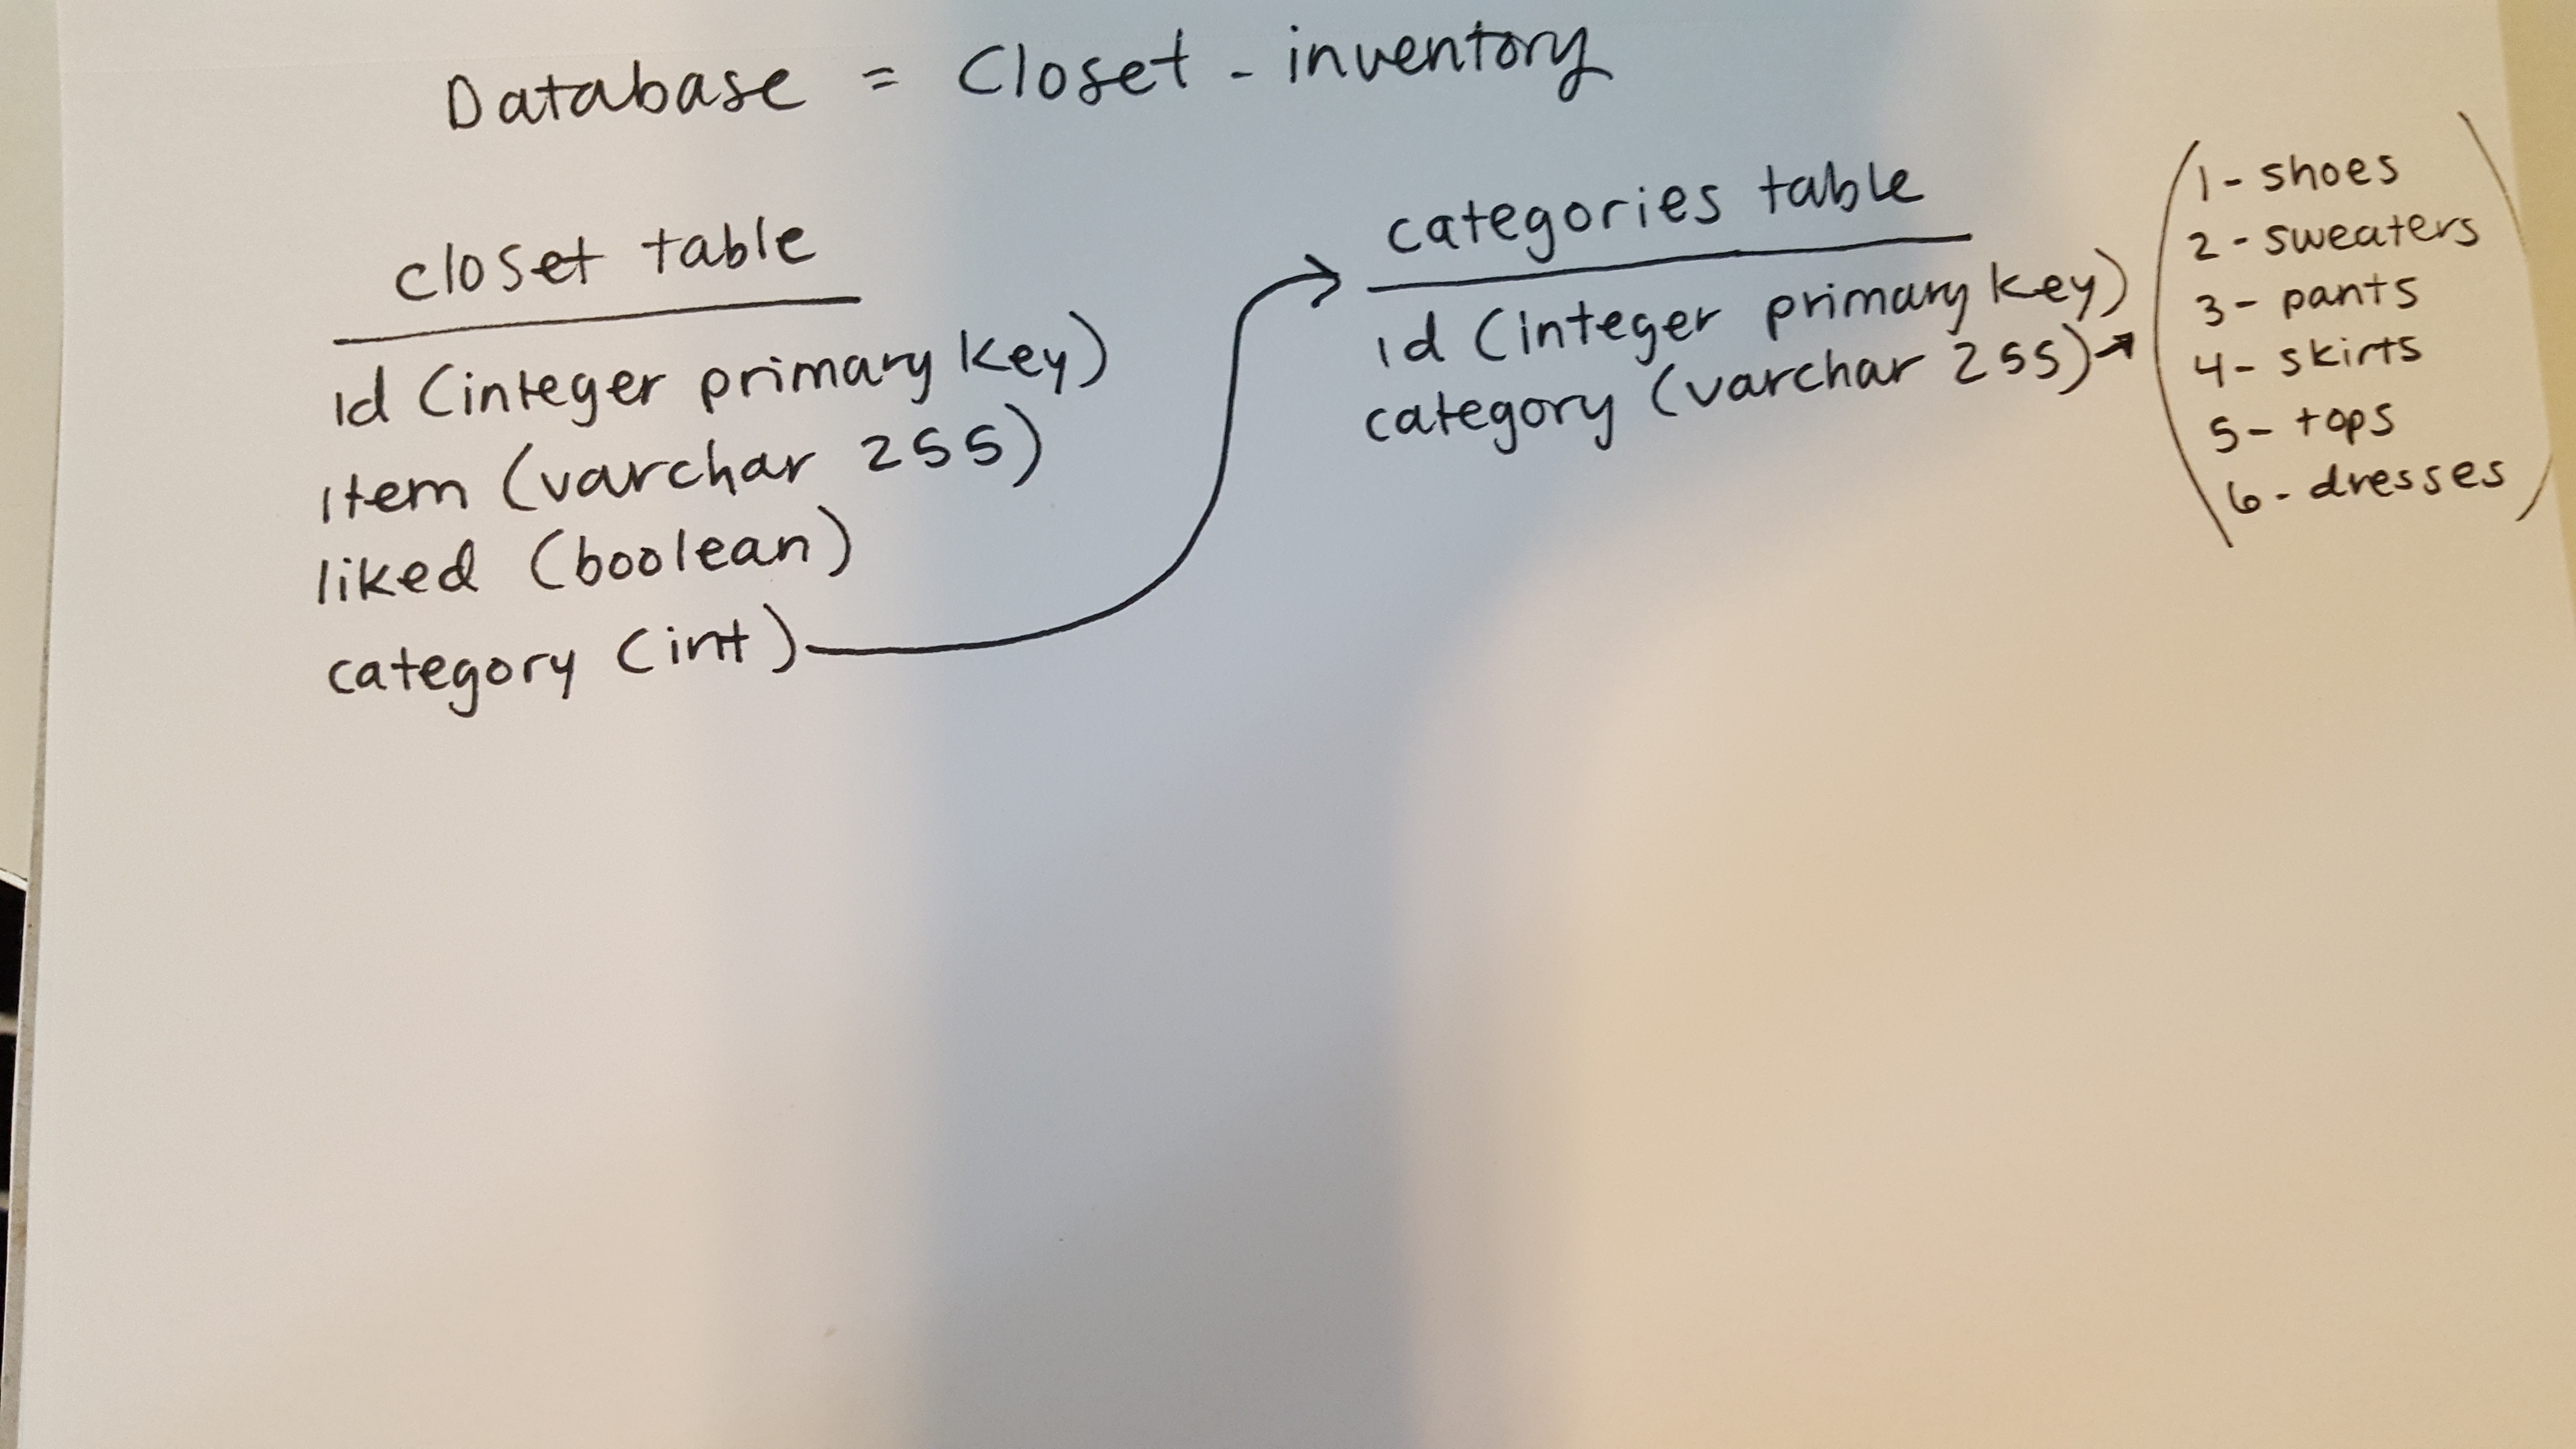 Database = Closet - inventory
closet table
id (integer primary key)
item (varchar 255)
liked (boolean)
category (int)
categories table
id (integer primary key)
category (varchar 255)
1 - shoes
2 - sweaters
3 - pants
4 - skirts
5 - tops
6 - dresses